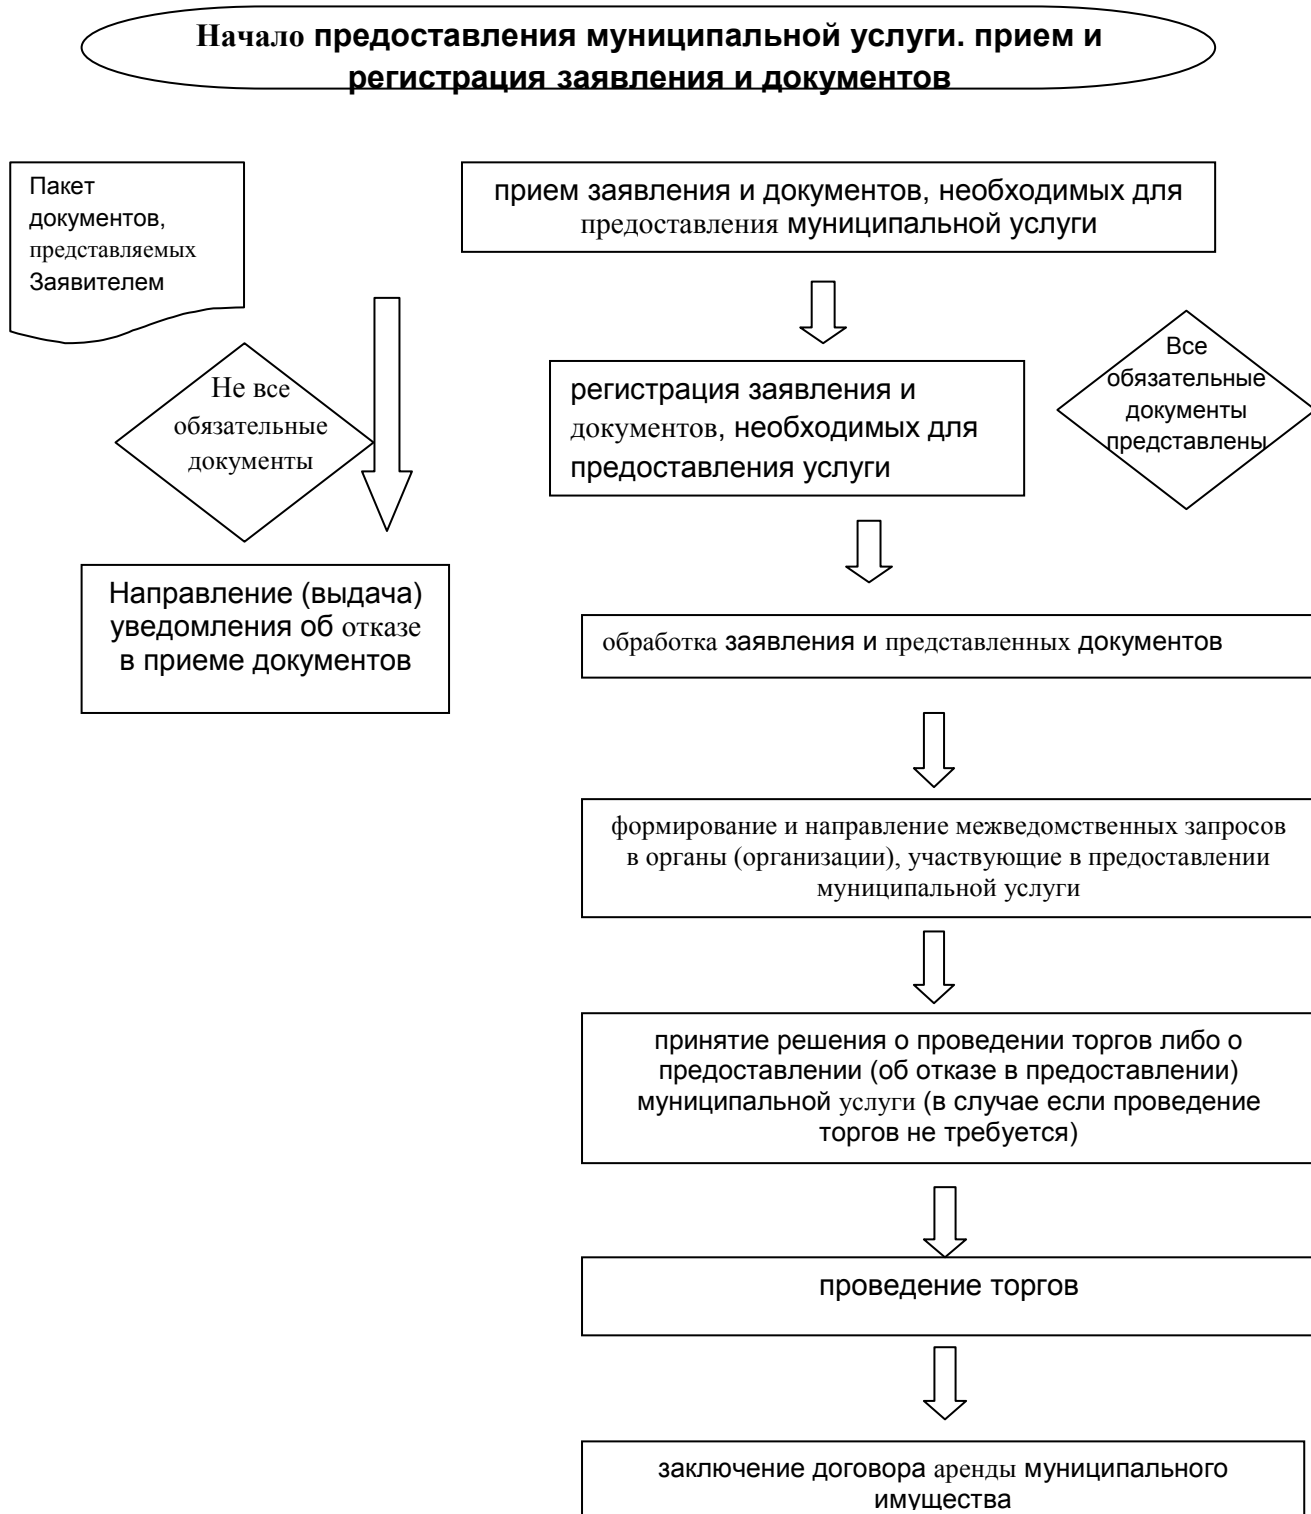 Начало предоставления муниципальной услуги. прием и
регистрация заявления и документов
Пакет
документов,
представляемых
Заявителем
прием заявления и документов, необходимых для
предоставления муниципальной услуги
Не все
обязательные
документы
регистрация заявления и
документов, необходимых для
предоставления услуги
Все
обязательные
документы
представлены
Направление (выдача)
уведомления об отказе
в приеме документов
обработка заявления и представленных документов
формирование и направление межведомственных запросов
в органы (организации), участвующие в предоставлении
муниципальной услуги
принятие решения о проведении торгов либо о
предоставлении (об отказе в предоставлении)
муниципальной услуги (в случае если проведение
торгов не требуется)
проведение торгов
заключение договора аренды муниципального
имущества